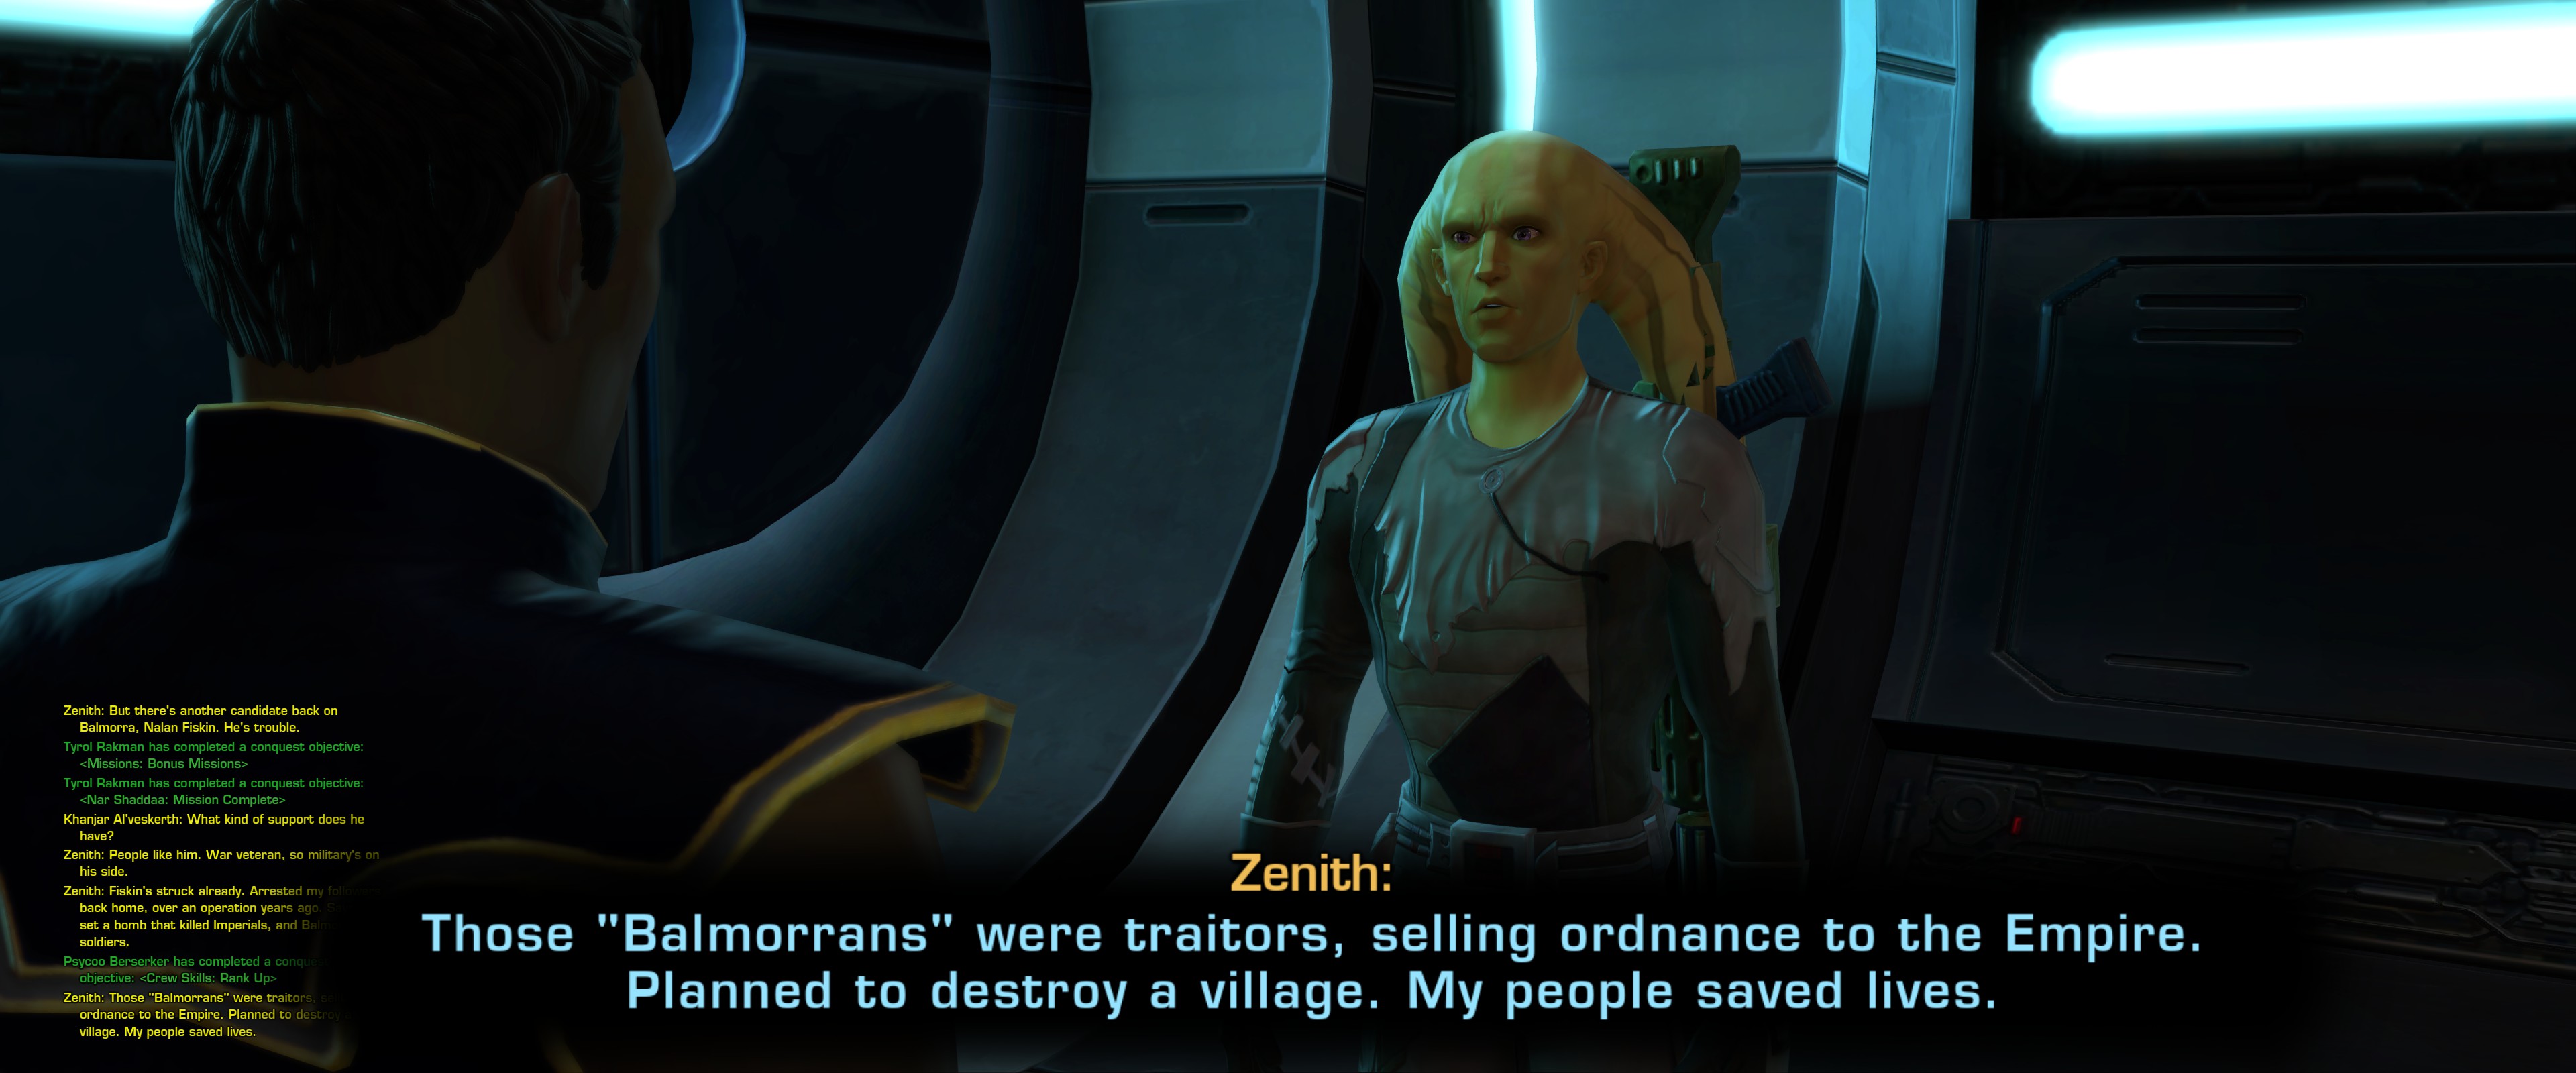 Zenith: But there's another candidate back on
Balmorra, Nalan Fiskin. He's trouble.
Tyrol Rakman has completed a conquest objective:
<Missions: Bonus Missions>
Tyrol Rakman has completed a conquest objective:
<Nar Shaddaa: Mission Complete>
Khanjar Al'veskerth: What kind of support does he
have?
Zenith: People like him. War veteran, so military's on
his side.
Zenith: Fiskin's struck already. Arrested my
back home, over an operation years ago.
set a bomb that killed Imperials, and
soldiers.
Psycoo Berserker has completed a
objective: <Crew Skills: Rank Up>
Zenith: Those "Balmorrans" were traitors,
ordnance to the Empire. Planned to destroy
village. My people saved lives.
Zenith:
Those "Balmorrans" were traitors, selling ordnance to the Empire.
Planned to destroy a village. My people saved lives.